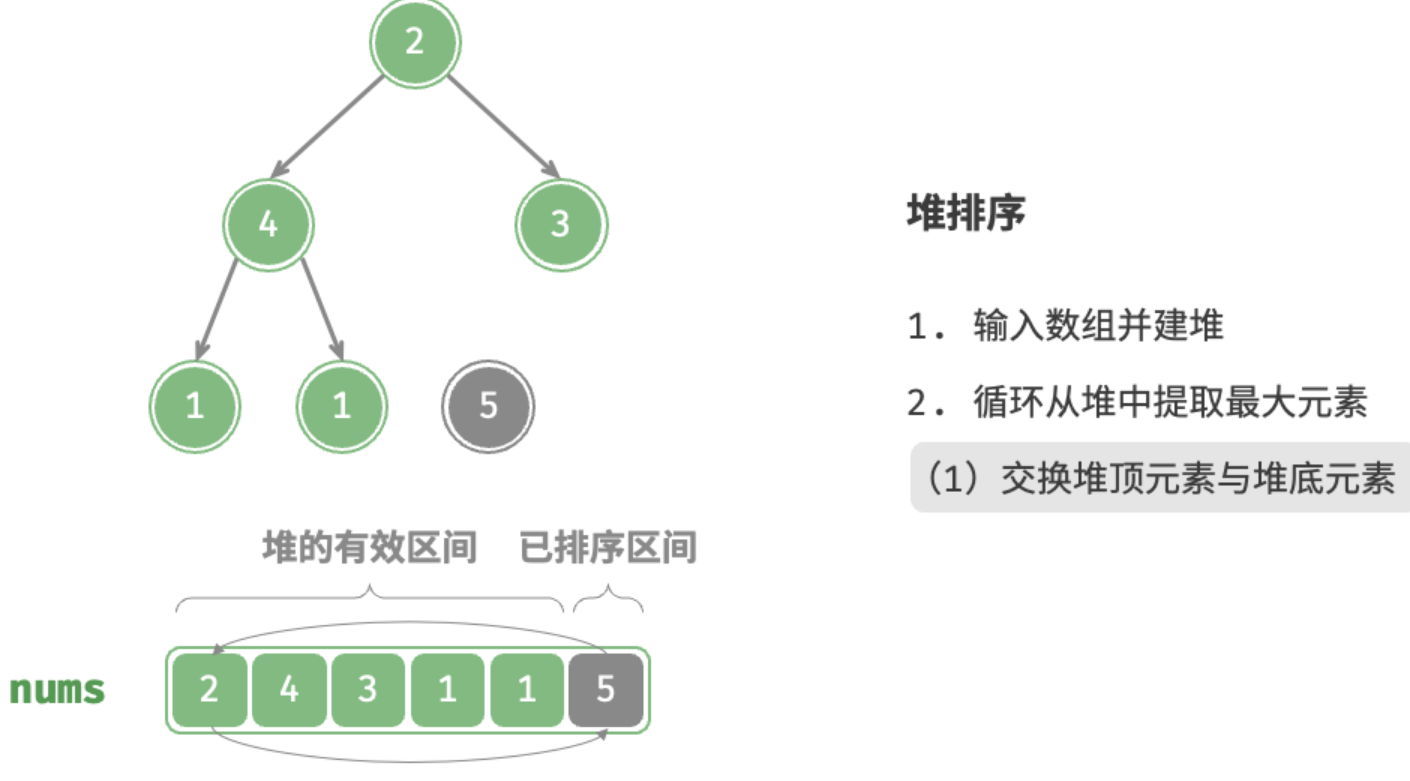 2
4
3
1
1
5
堆的有效区间
已排序区间
nums
2 4 3 1 1 5
堆排序
1. 输入数组并建堆
2. 循环从堆中提取最大元素
（1）交换堆顶元素与堆底元素